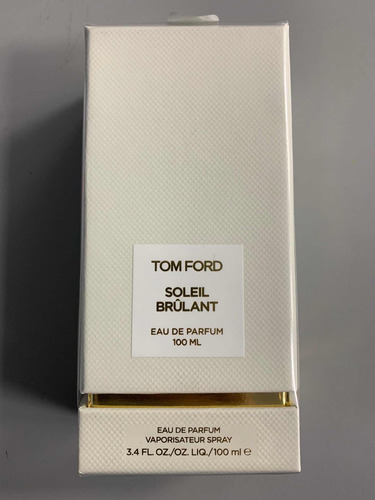 TOM FORD
SOLEIL
BRÛLANT
EAU DE PARFUM
100 ML
EAU DE PARFUM
VAPORISATEUR SPRAY
3.4 FL. OZ./OZ. LIQ./100 ml ℮